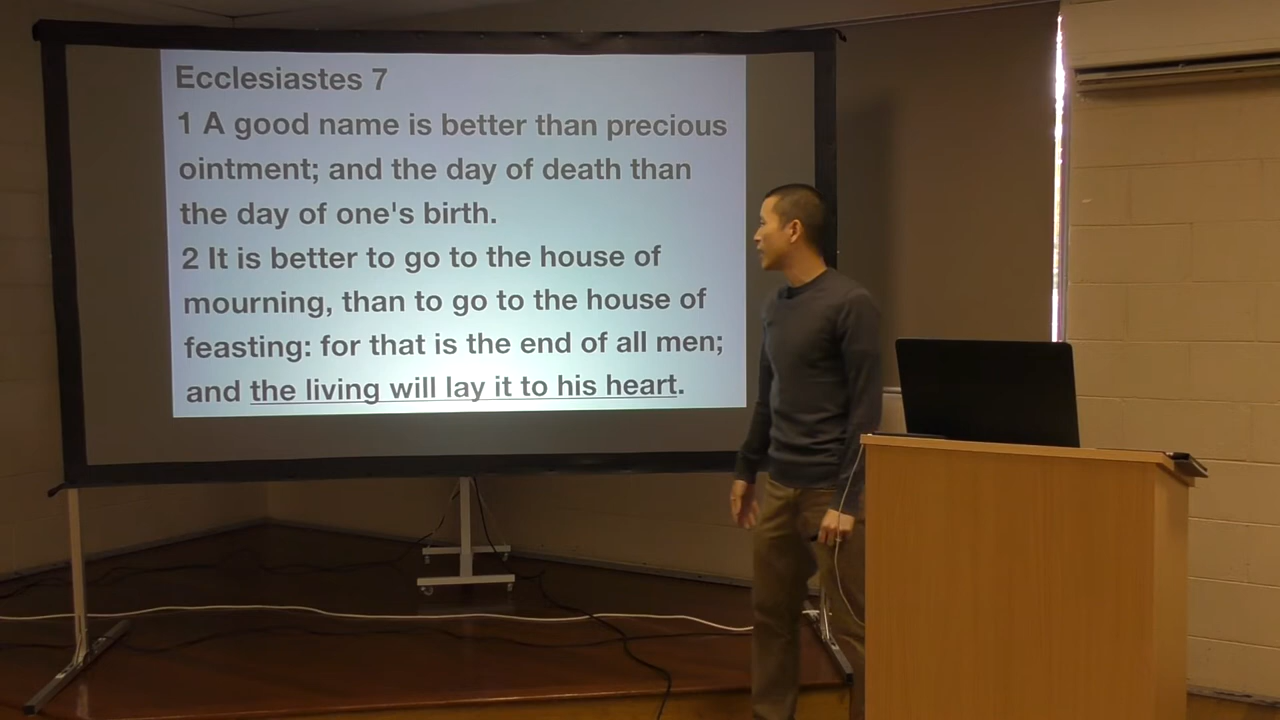 Ecclesiastes 7
1 A good name is better than precious
ointment; and the day of death than
the day of one's birth.
2 It is better to go to the house of
mourning, than to go to the house of
feasting: for that is the end of all men;
and the living will lay it to his heart.